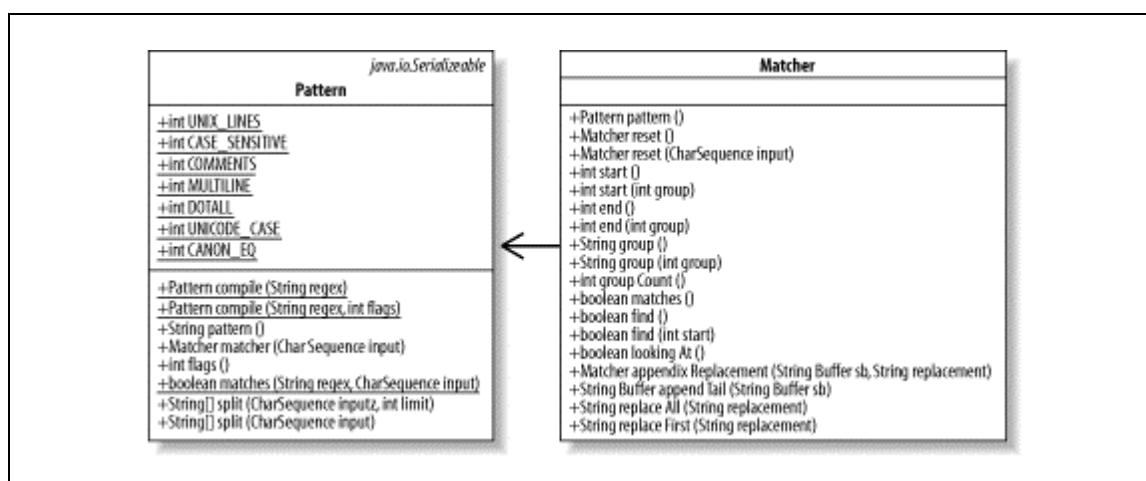 java.io.Serializeable
Pattern
+int UNIX_LINES
+int CASE_SENSITIVE
+int COMMENTS
+int MULTILINE
+int DOTALL
+int UNICODE_CASE
+int CANON_EQ
+Pattern compile (String regex)
+Pattern compile (String regex, int flags)
+String pattern ()
+Matcher matcher (Char Sequence input)
+int flags ()
+boolean matches (String regex, CharSequence input)
+String[] split (CharSequence inputz, int limit)
+String[] split (CharSequence input)
Matcher
+Pattern pattern ()
+Matcher reset ()
+Matcher reset (CharSequence input)
+int start ()
+int start (int group)
+int end ()
+int end (int group)
+String group ()
+String group (int group)
+int group Count ()
+boolean matches ()
+boolean find ()
+boolean find (int start)
+boolean looking At ()
+Matcher appendix Replacement (String Buffer sb, String replacement)
+String Buffer append Tail (String Buffer sb)
+String replace All (String replacement)
+String replace First (String replacement)